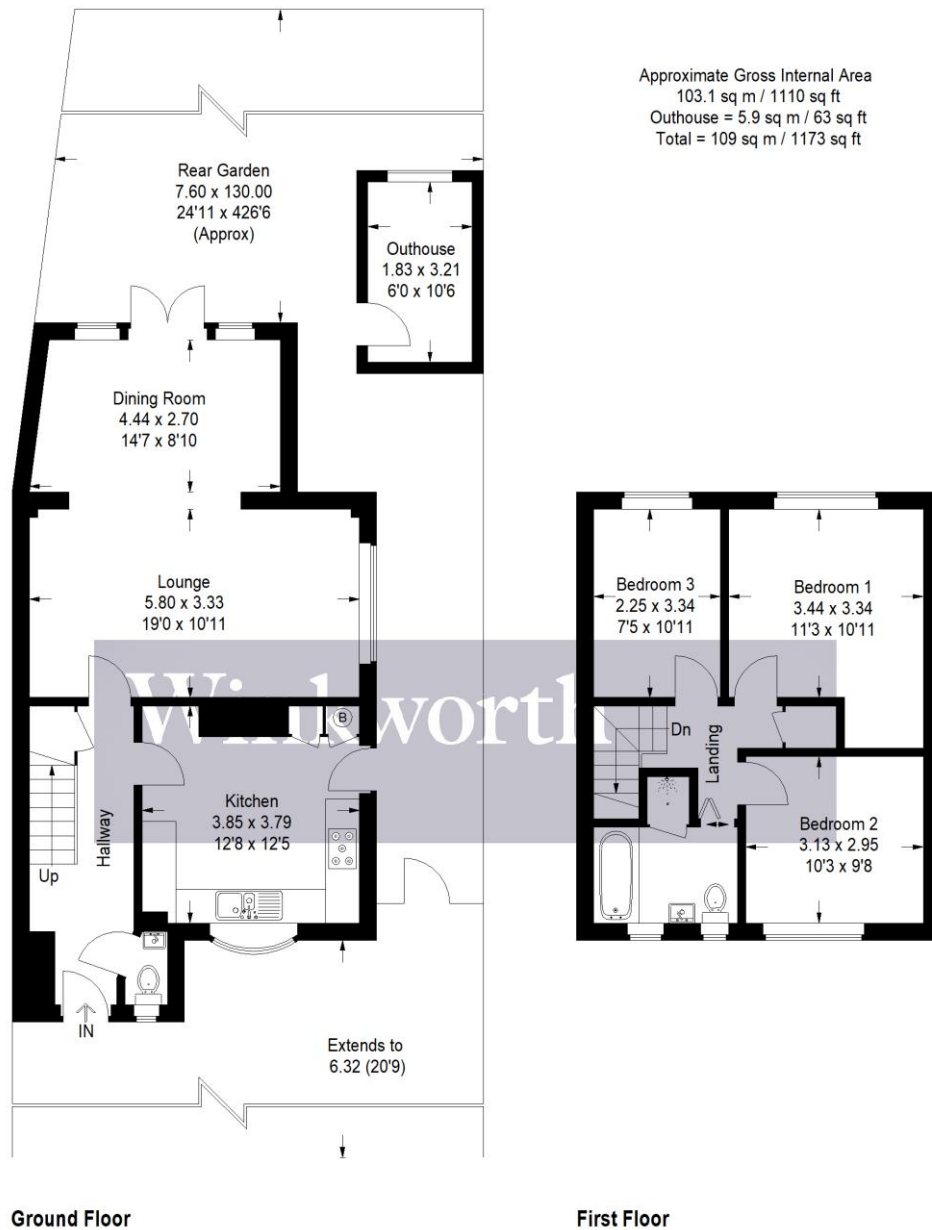 Approximate Gross Internal Area
103.1 sq m / 1110 sq ft
Outhouse = 5.9 sq m / 63 sq ft
Total = 109 sq m / 1173 sq ft
Rear Garden
7.60 x 130.00
24'11 x 426'6
(Approx)
Outhouse
1.83 x 3.21
6'0 x 10'6
Dining Room
4.44 x 2.70
14'7 x 8'10
Lounge
5.80 x 3.33
19'0 x 10'11
Bedroom 3
2.25 x 3.34
7'5 x 10'11
Bedroom 1
3.44 x 3.34
11'3 x 10'11
Winkworth
B
Dn
Landing
Kitchen
3.85 x 3.79
12'8 x 12'5
Hallway
Up
Bedroom 2
3.13 x 2.95
10'3 x 9'8
IN
Extends to
6.32 (20'9)
Ground Floor
First Floor